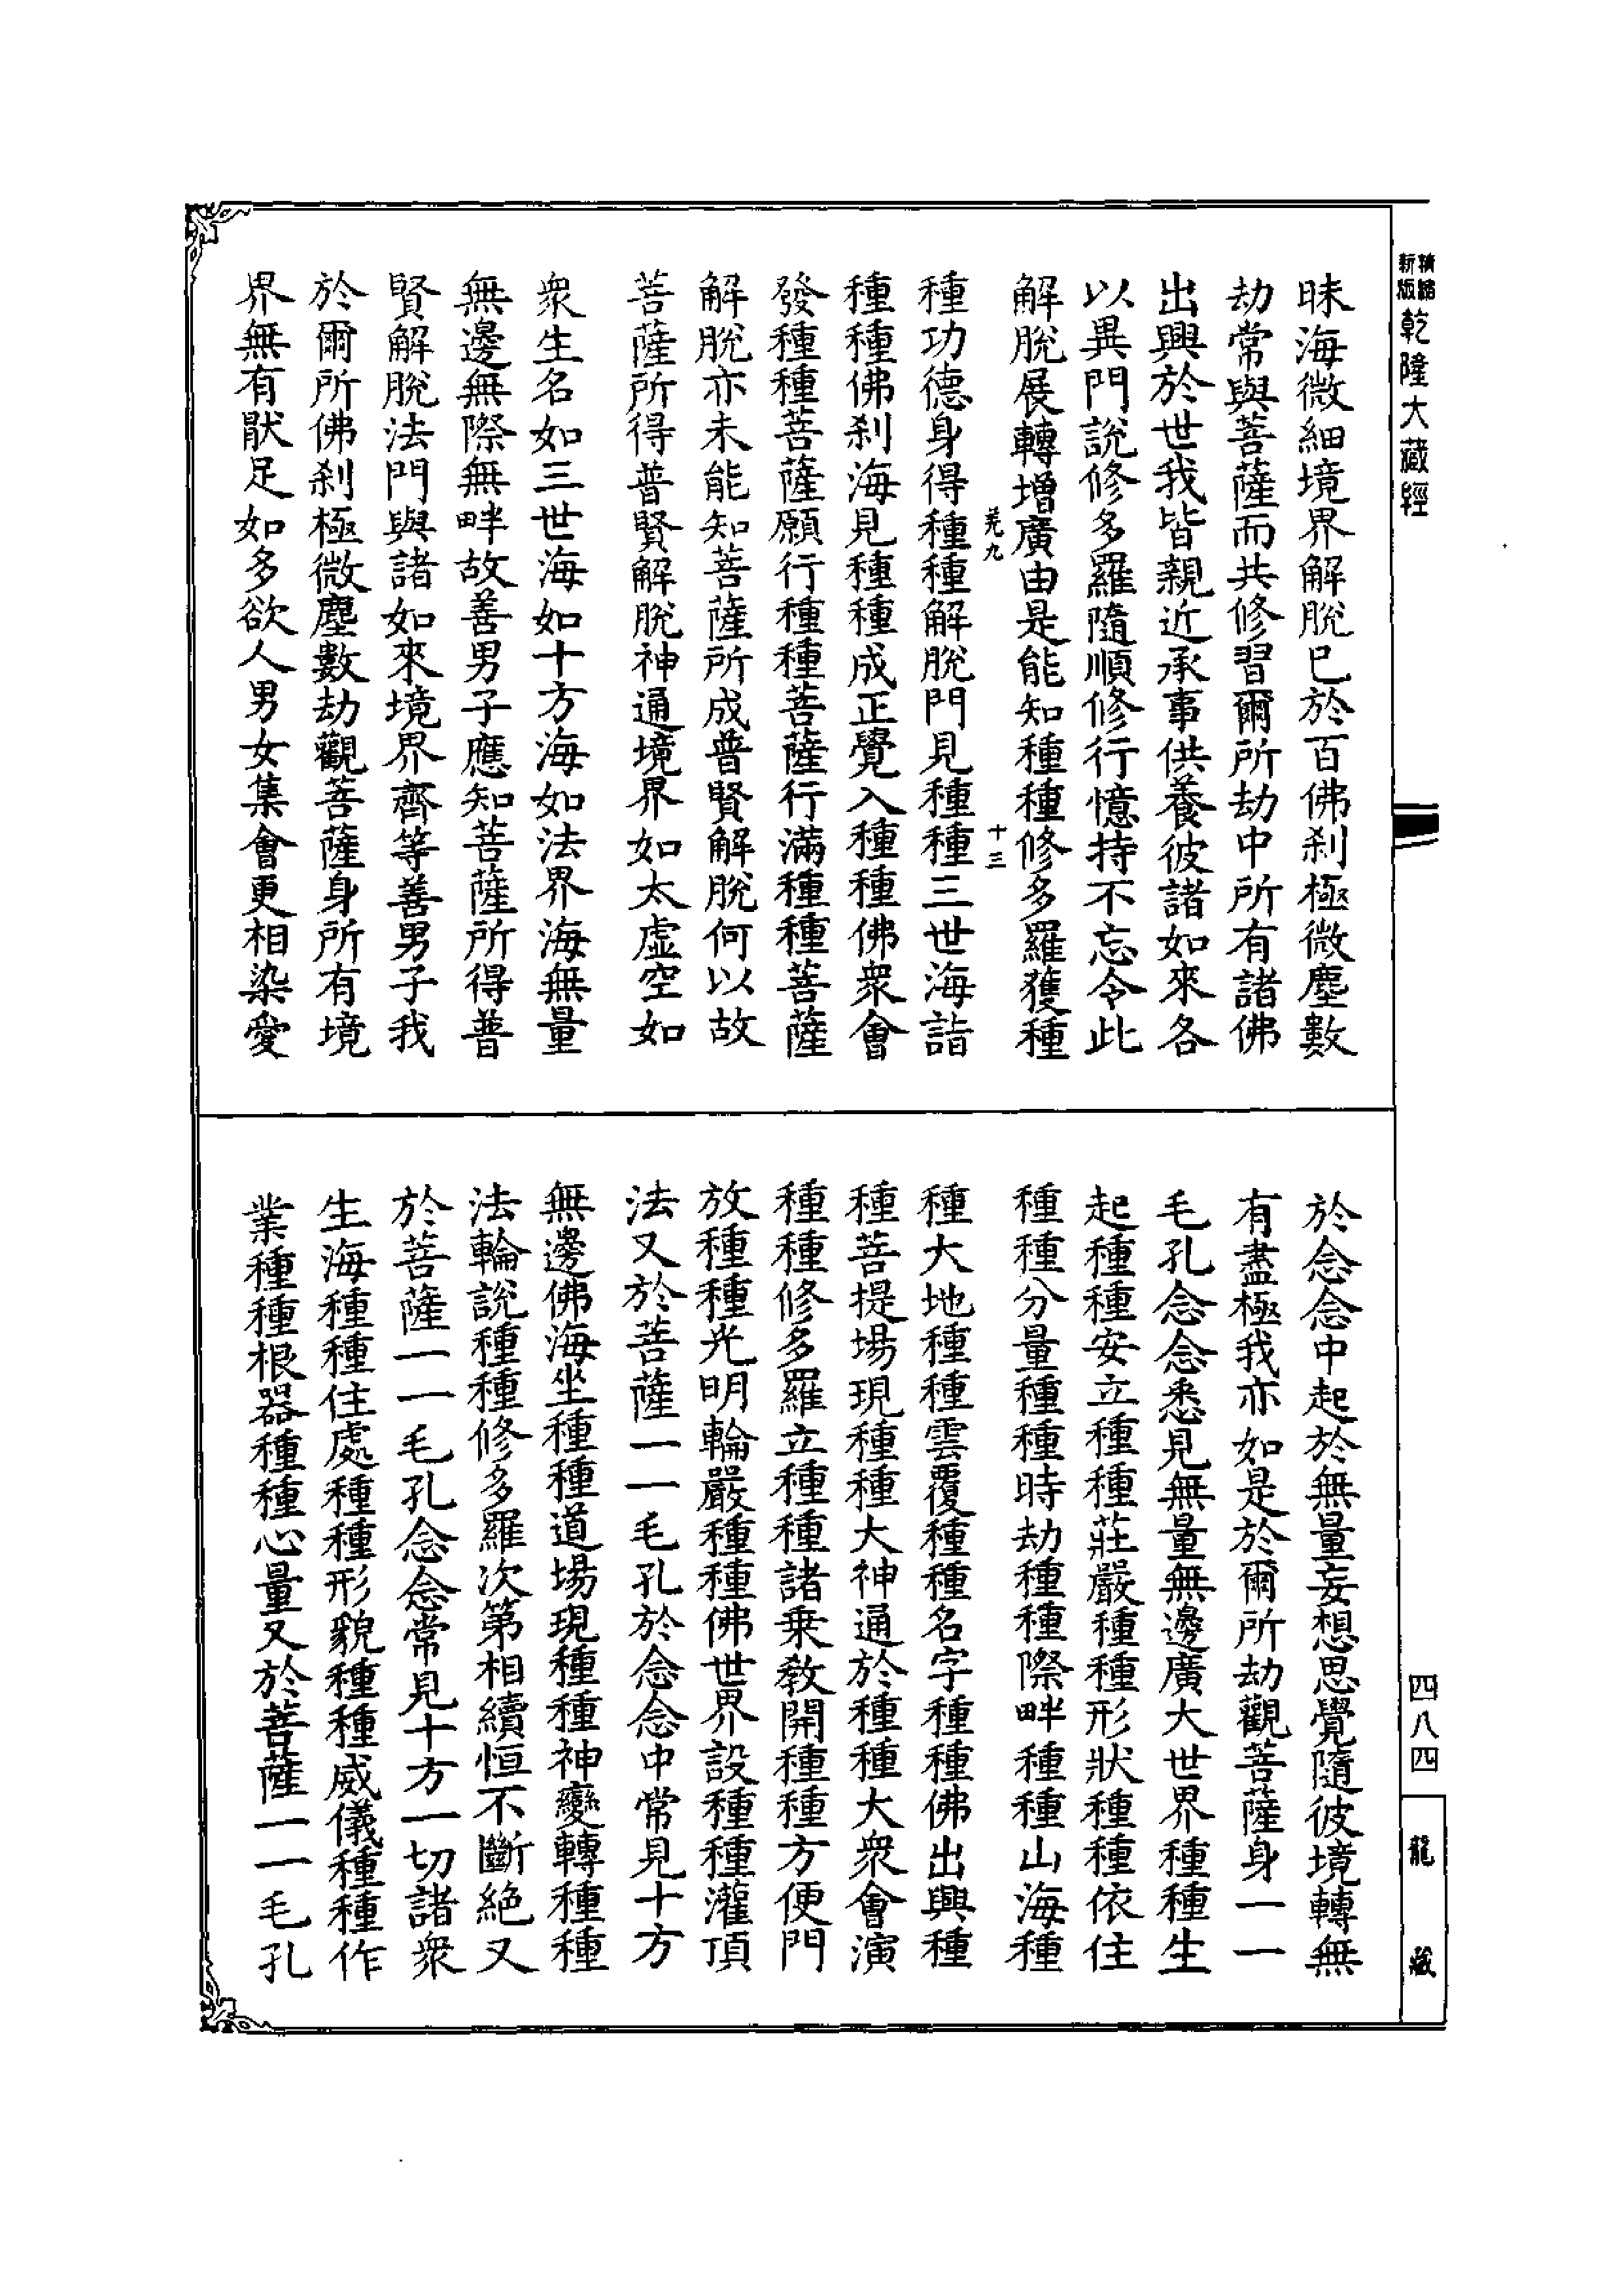 精縮
新版
乾隆大藏經
昧海微細境界解脫巳於百佛刹極微塵數
劫常與菩薩而共修習爾所劫中所有諸佛
出興於世我皆親近承事供養彼諸如來各
以異門說修多羅隨順修行憶持不忘令此
解脫展轉增廣由是能知種種修多羅獲種
十三
種功德身得種種解脫門見種種三世海詣
種種佛刹海見種種成正覺入種種佛衆會
發種種菩薩願行種種菩薩行滿種種菩薩
解脫亦未能知菩薩所成普賢解脫何以故
菩薩所得普賢解脫神通境界如太虛空如
衆生名如三世海如十方海如法界海無量
無邊無際無畔故善男子應知菩薩所得普
賢解脫法門與諸如來境界齊等善男子我
於爾所佛刹極微塵數劫觀菩薩身所有境
界無有猒足如多欲人男女集會更相染愛
於念念中起於無量妄想思覺隨彼境轉無
有盡極我亦如是於爾所劫觀菩薩身一一
毛孔念念悉見無量無邊廣大世界種種生
起種種安立種種莊嚴種種形狀種種依住
種種分量種種時劫種種際畔種種山海種
種大地種種雲覆種種名字種種佛出興種
種菩提場現種種大神通於種種大衆會演
種種修多羅立種種諸乗教開種種方便門
放種種光明輪嚴種種佛世界設種種灌頂
法又於菩薩一一毛孔於念念中常見十方
無邊佛海坐種種道場現種種神變轉種種
法輪說種種修多羅次第相續恒不斷絕又
於菩薩一一毛孔念念常見十方一切諸衆
生海種種住處種種形貌種種威儀種種作
業種種根器種種心量又於菩薩一一毛孔
四八四
龍藏